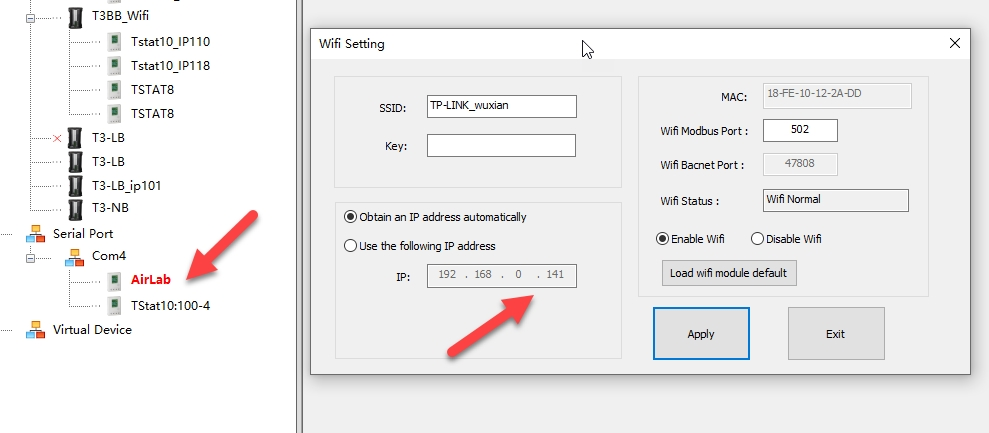 T3BB_Wifi
Tstat10_IP110
Tstat10_IP118
TSTAT8
TSTAT8
T3-LB
T3-LB
T3-LB_ip101
T3-NB
Serial Port
Com4
AirLab
TStat10:100-4
Virtual Device
Wifi Setting
SSID: TP-LINK_wuxian
Key:
Obtain an IP address automatically
Use the following IP address
IP: 192 . 168 . 0 . 141
MAC: 18-FE-10-12-2A-DD
Wifi Modbus Port : 502
Wifi Bacnet Port : 47808
Wifi Status : Wifi Normal
Enable Wifi Disable Wifi
Load wifi module default
Apply Exit